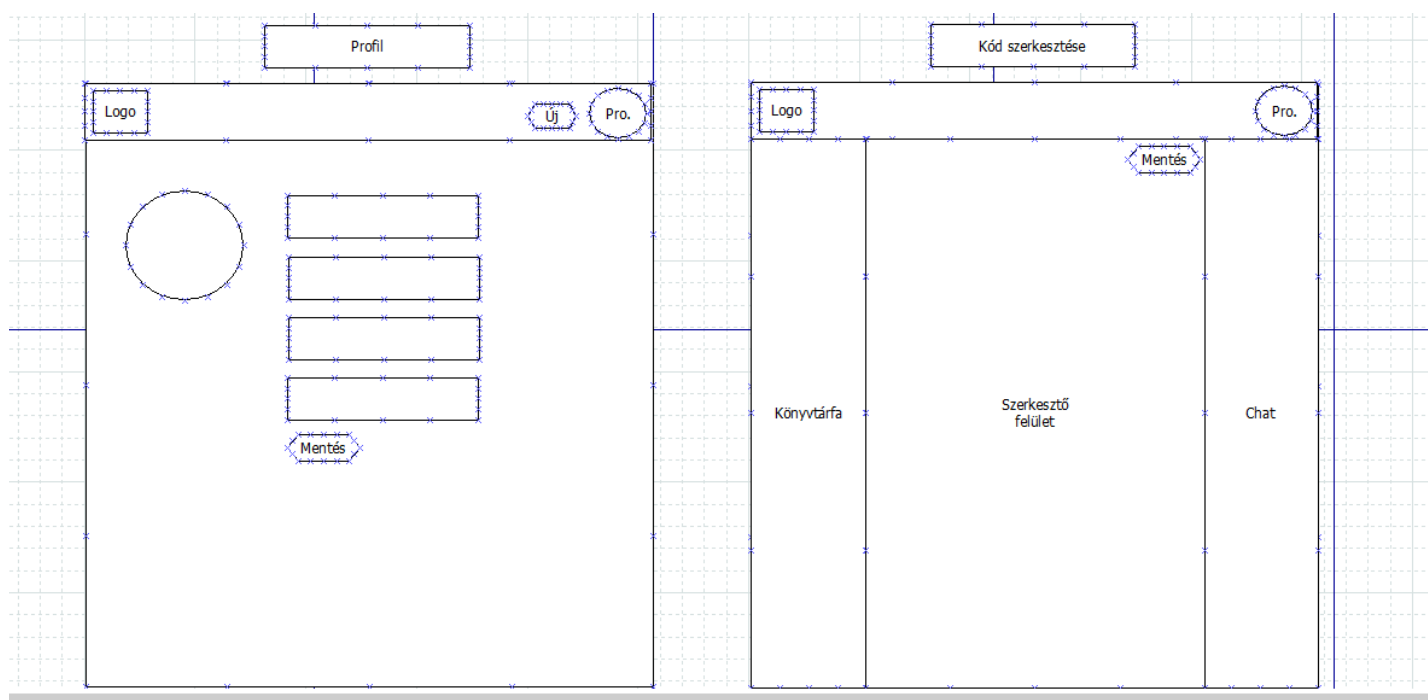 Profil
Logo
Új
Pro.
Mentés
Kód szerkesztése
Logo
Pro.
Mentés
Könyvtárfa
Szerkesztő
felület
Chat